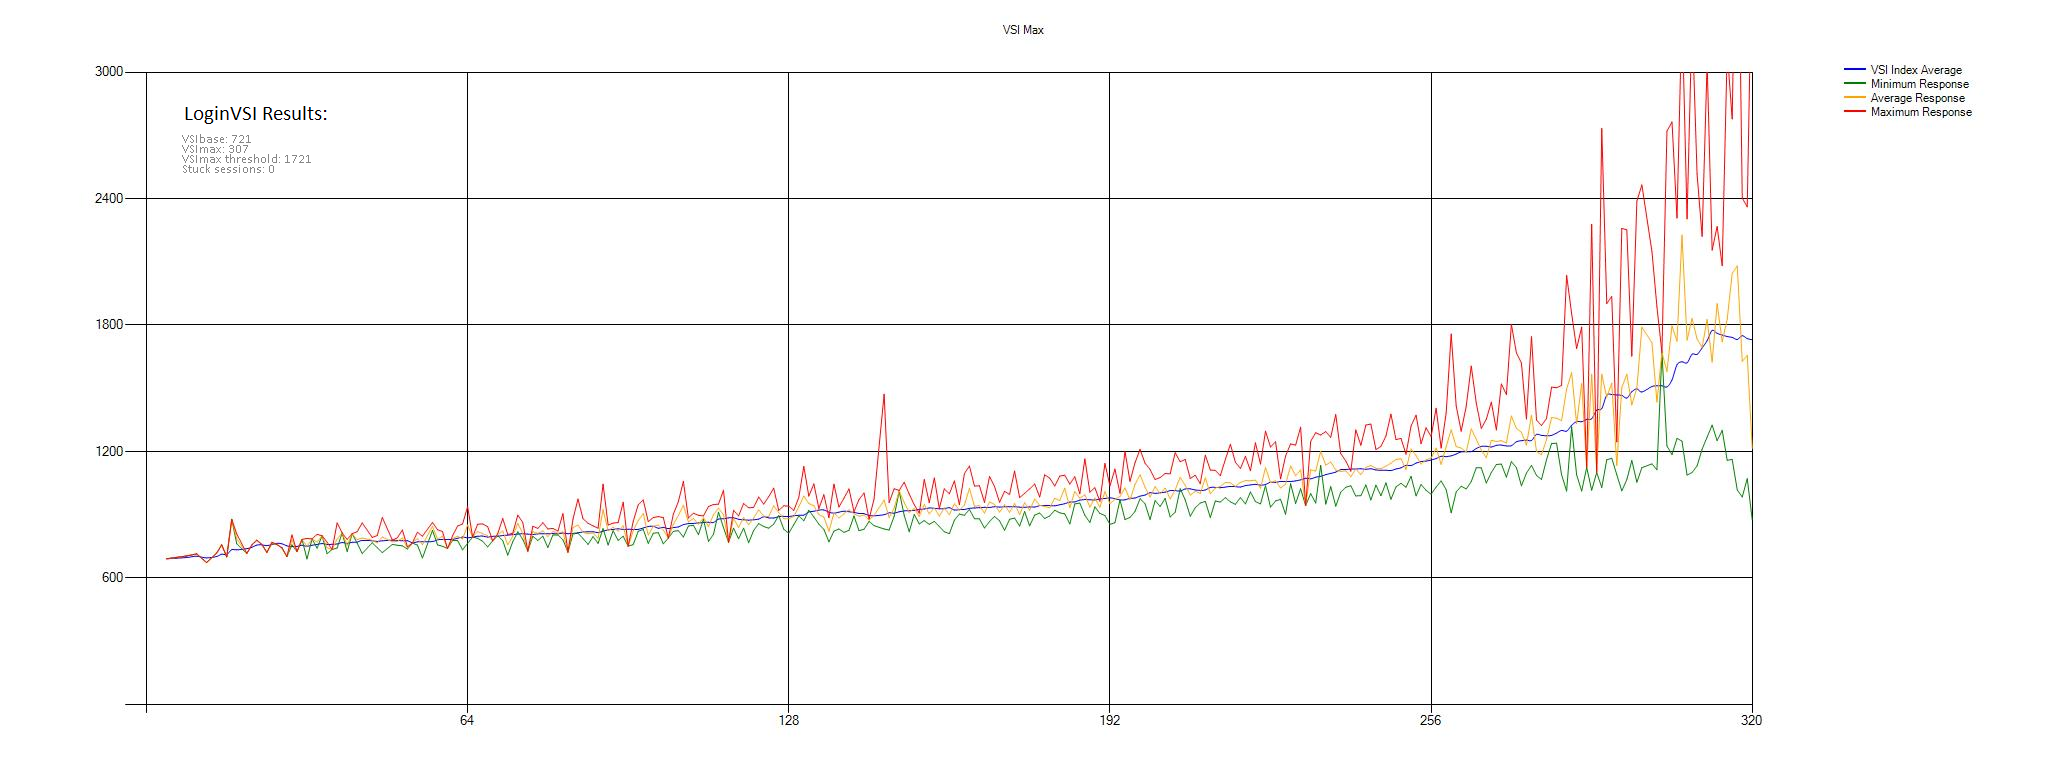 VSI Max
3000
2400
1800
1200
600
64
128
192
256
320
LoginVSI Results:
VSIbase: 721
VSImax: 307
VSImax threshold: 1721
Stuck sessions: 0
VSI Index Average
Minimum Response
Average Response
Maximum Response